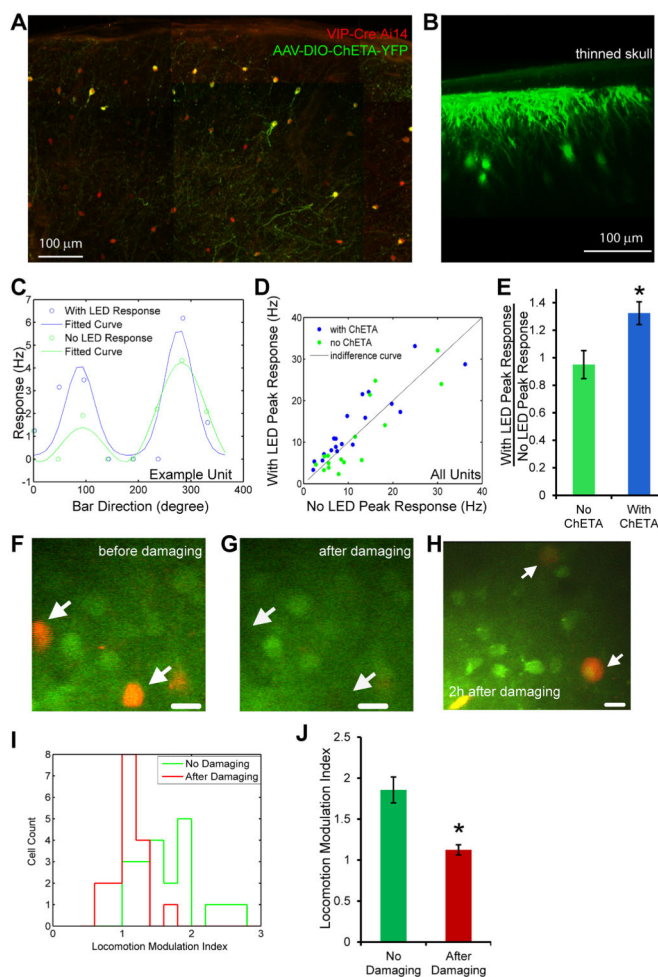 A
VIP-Cre:Ai14
AAV-DIO-ChETA-YFP
100 µm
B
thinned skull
100 µm
C
With LED Response
Fitted Curve
No LED Response
Fitted Curve
Response (Hz)
7
6
5
4
3
2
1
0
0
100
200
300
400
Example Unit
Bar Direction (degree)
D
with ChETA
no ChETA
indifference curve
With LED Peak Response (Hz)
40
30
20
10
0
0
10
20
30
40
All Units
No LED Peak Response (Hz)
E
With LED Peak Response
No LED Peak Response
1.4
1.2
1
0.8
0.6
0.4
0.2
0
*
No
ChETA
With
ChETA
F
before damaging
G
after damaging
H
2h after damaging
I
No Damaging
After Damaging
Cell Count
8
7
6
5
4
3
2
1
0
0
1
2
3
Locomotion Modulation Index
J
Locomotion Modulation Index
2.5
2
1.5
1
0.5
0
*
No
Damaging
After
Damaging